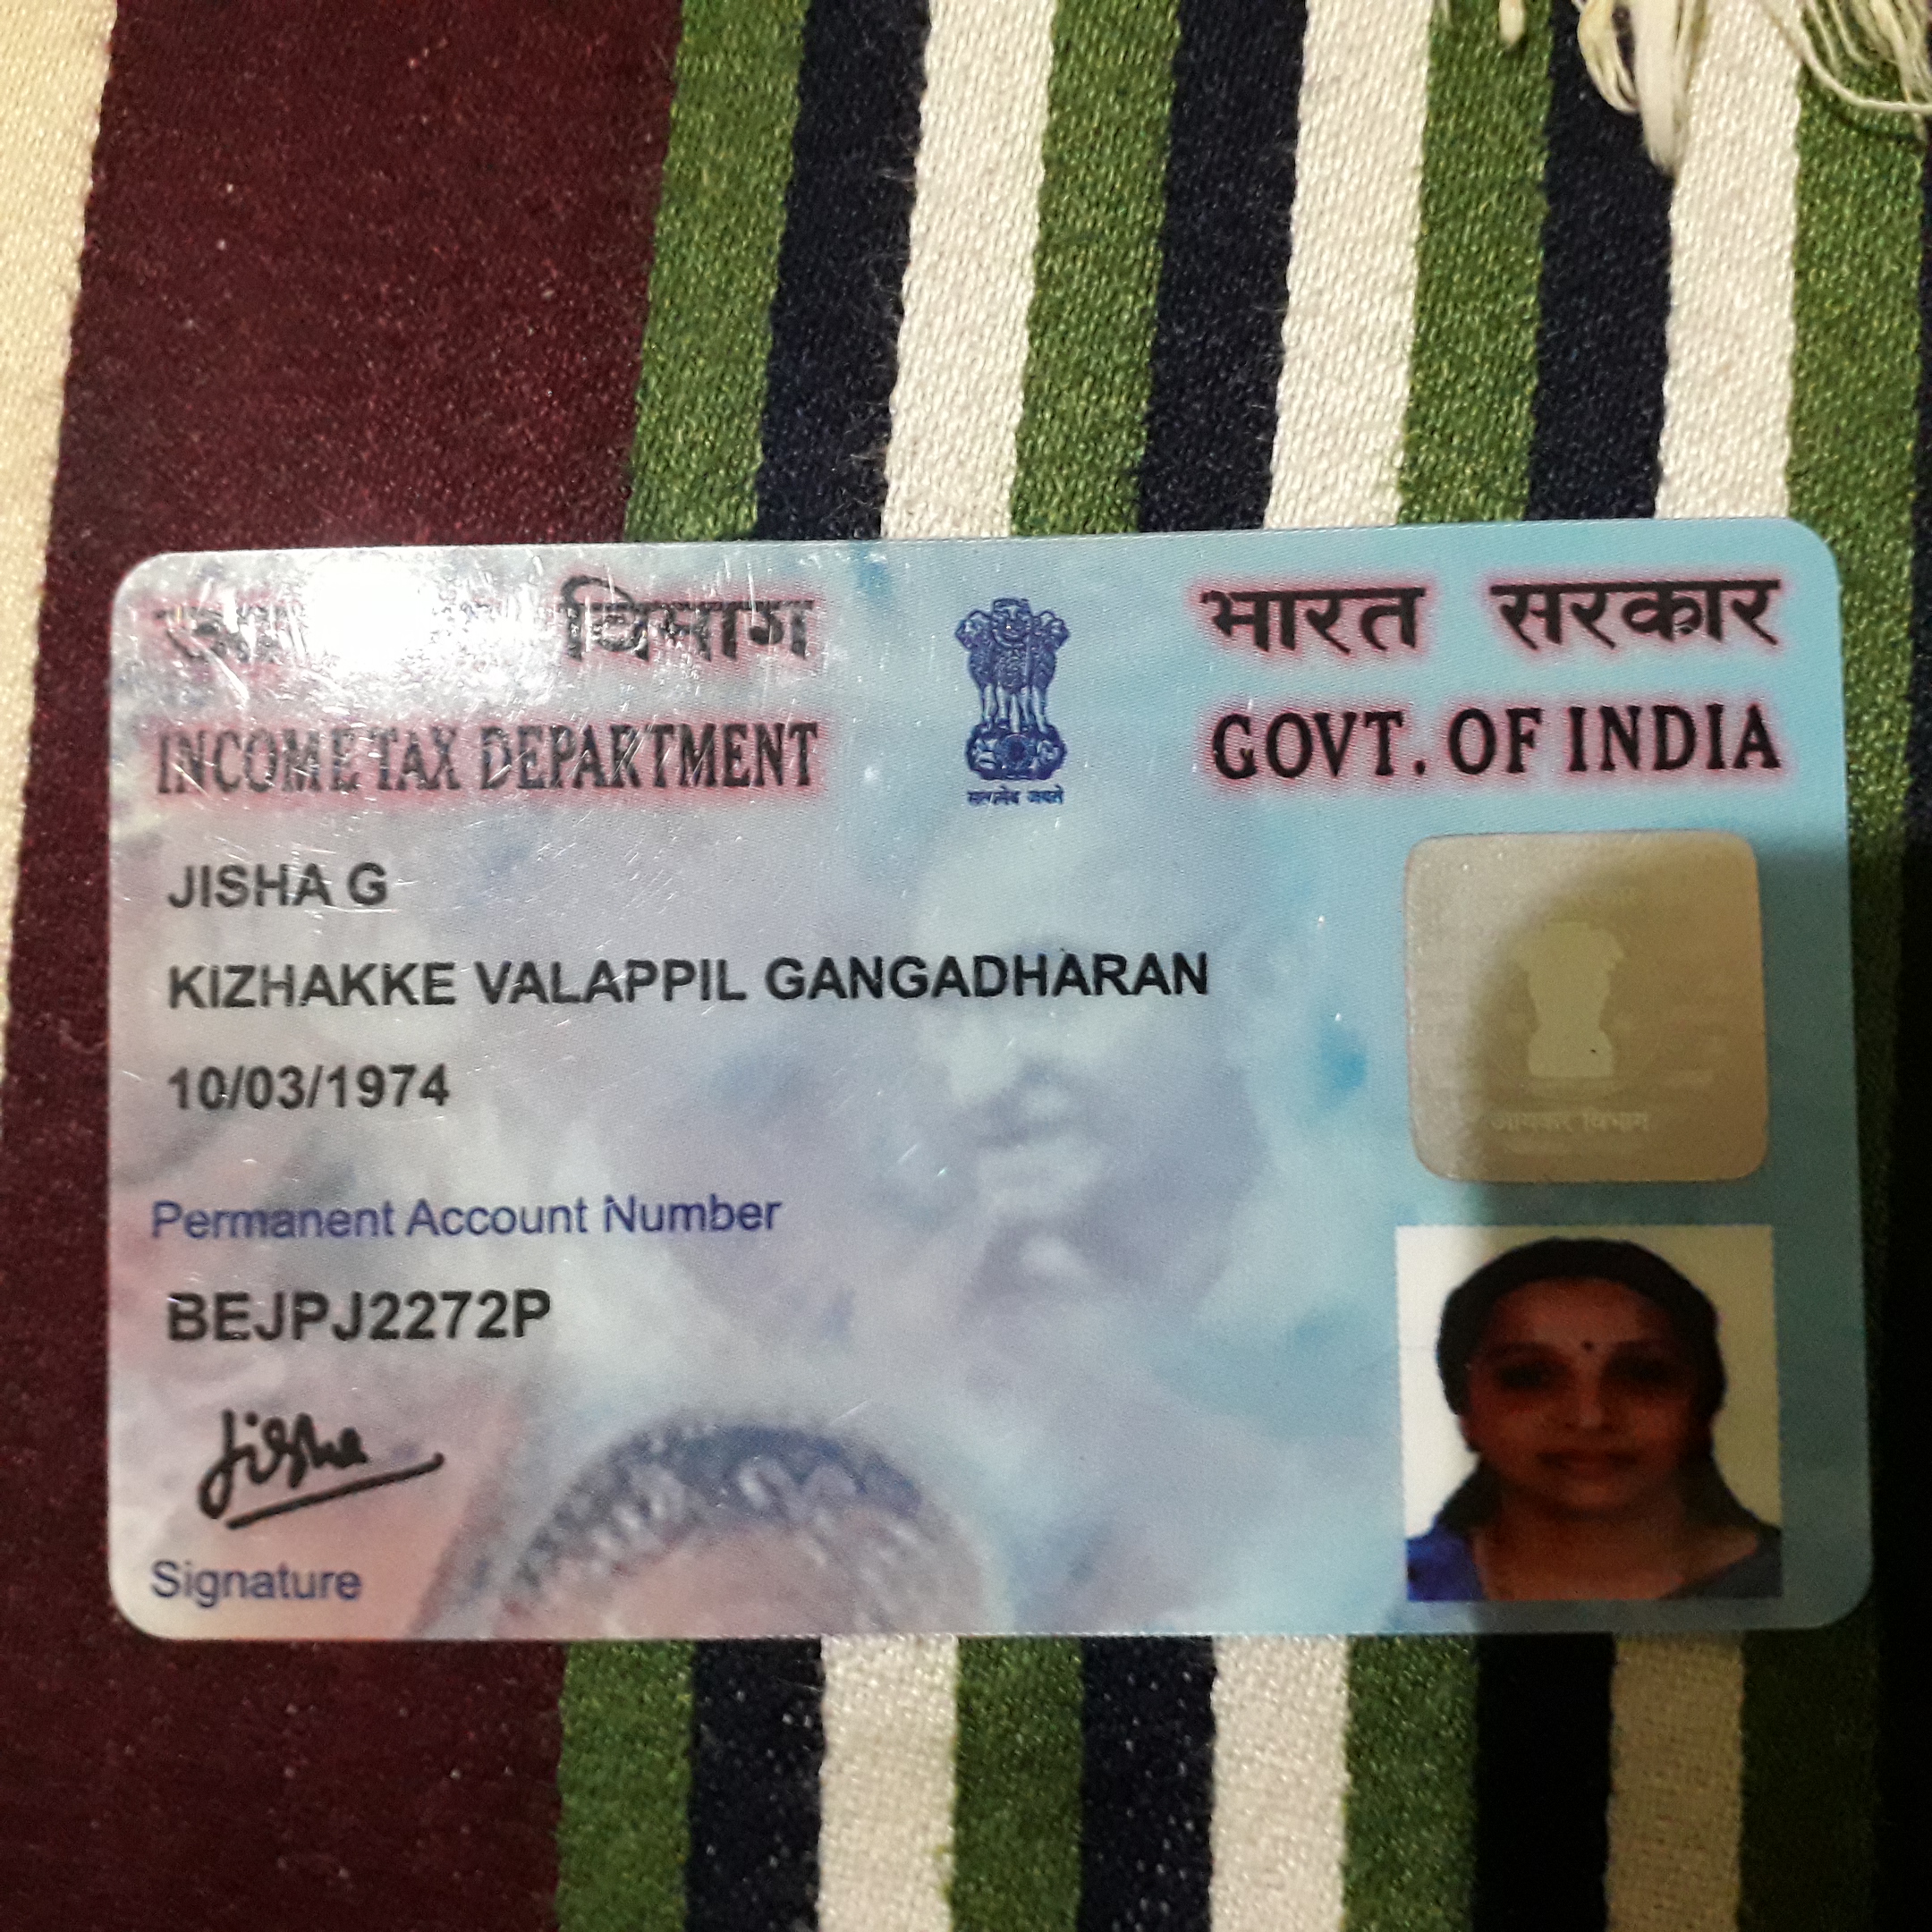 विभाग
INCOME TAX DEPARTMENT
सत्यमेव जयते
भारत सरकार
GOVT. OF INDIA
JISHA G
KIZHAKKE VALAPPIL GANGADHARAN
10/03/1974
आयकर विभाग
Permanent Account Number
BEJPJ2272P
Jisha
Signature